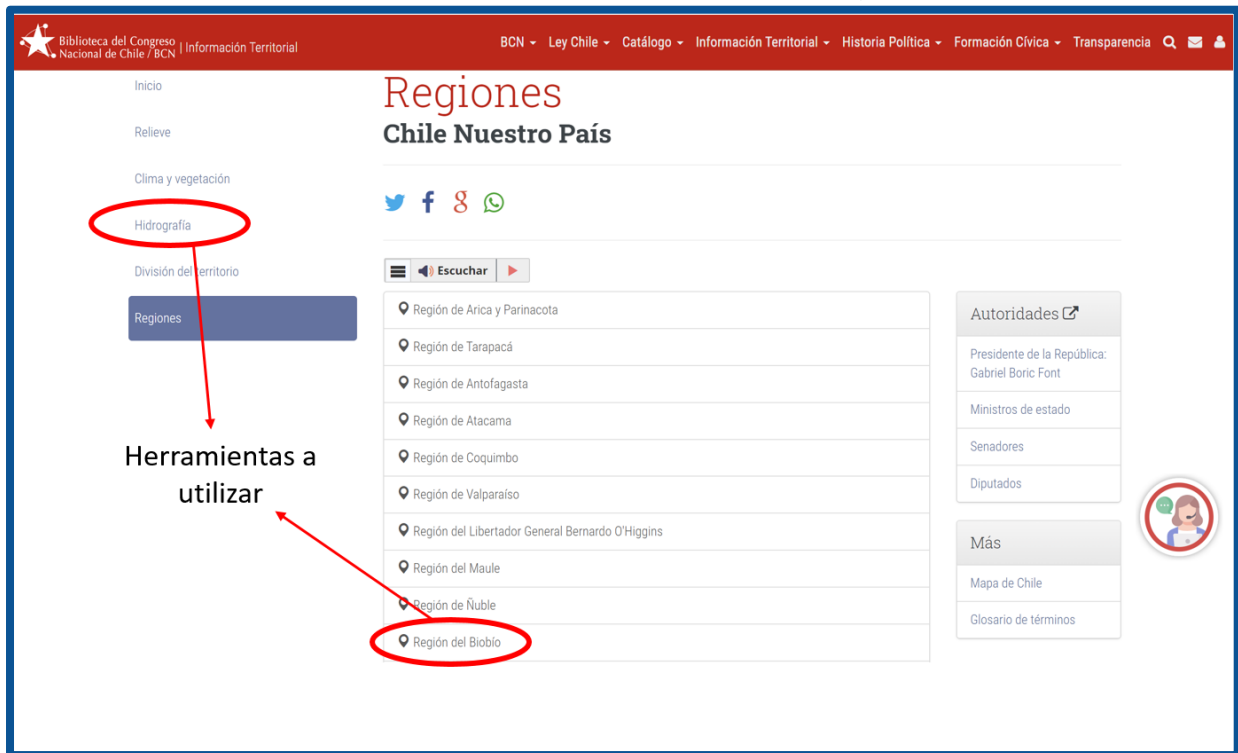 Biblioteca del Congreso
Nacional de Chile / BCN | Información Territorial
BCN Ley Chile Catálogo Información Territorial Historia Política Formación Cívica Transparencia
Inicio
Relieve
Clima y vegetación
Hidrografía
División del territorio
Regiones
Regiones
Chile Nuestro País
Escuchar
Región de Arica y Parinacota
Región de Tarapacá
Región de Antofagasta
Región de Atacama
Región de Coquimbo
Región de Valparaíso
Región del Libertador General Bernardo O'Higgins
Región del Maule
Región de Ñuble
Región del Biobío
Autoridades
Presidente de la República:
Gabriel Boric Font
Ministros de estado
Senadores
Diputados
Más
Mapa de Chile
Glosario de términos
Herramientas a
utilizar